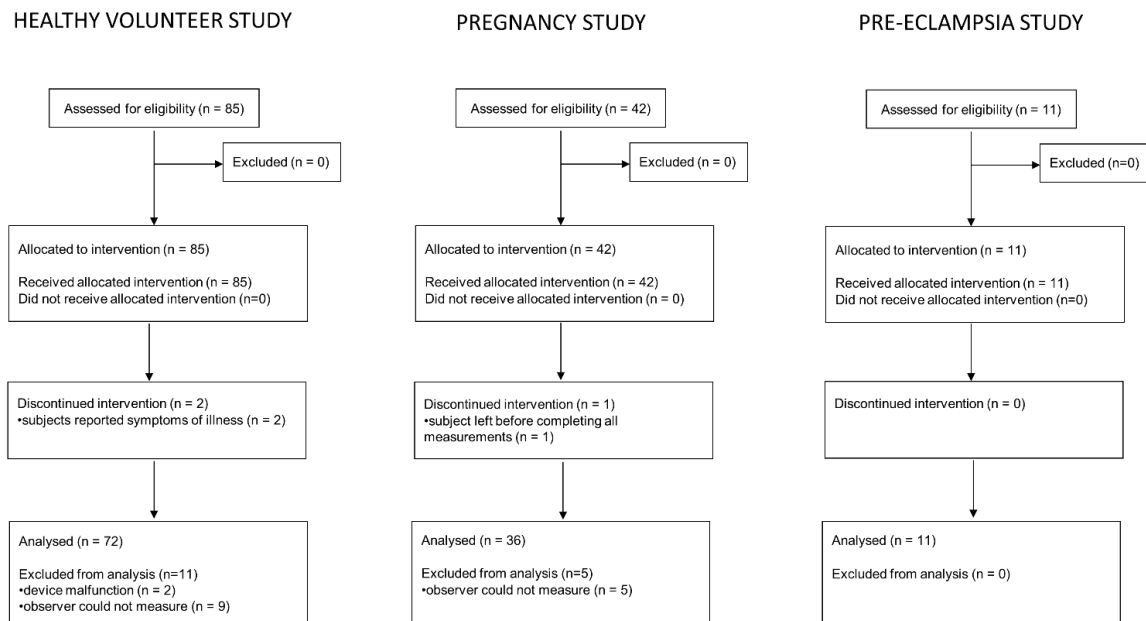 HEALTHY VOLUNTEER STUDY
Assessed for eligibility (n = 85)
Excluded (n = 0)
Allocated to intervention (n = 85)
Received allocated intervention (n = 85)
Did not receive allocated intervention (n=0)
Discontinued intervention (n = 2)
•subjects reported symptoms of illness (n = 2)
Analysed (n = 72)
Excluded from analysis (n=11)
•device malfunction (n = 2)
•observer could not measure (n = 9)
PREGNANCY STUDY
Assessed for eligibility (n = 42)
Excluded (n = 0)
Allocated to intervention (n = 42)
Received allocated intervention (n = 42)
Did not receive allocated intervention (n = 0)
Discontinued intervention (n = 1)
•subject left before completing all
measurements (n = 1)
Analysed (n = 36)
Excluded from analysis (n=5)
•observer could not measure (n = 5)
PRE-ECLAMPSIA STUDY
Assessed for eligibility (n = 11)
Excluded (n=0)
Allocated to intervention (n = 11)
Received allocated intervention (n = 11)
Did not receive allocated intervention (n=0)
Discontinued intervention (n = 0)
Analysed (n = 11)
Excluded from analysis (n = 0)